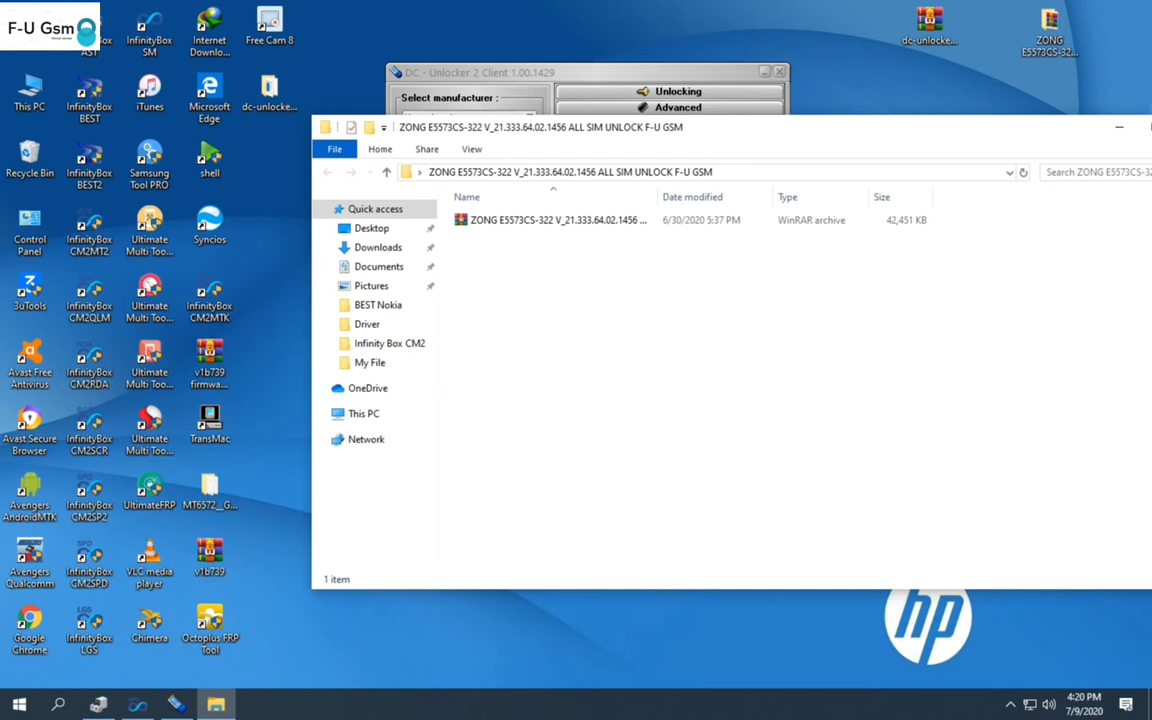 F-U Gsm
InfinityBox
SM
Internet
Downlo...
Free Cam 8
dc-unlocke...
ZONG
E5573CS-32...
This PC
InfinityBox
BEST
iTunes
Microsoft
Edge
dc-unlocke...
Recycle Bin
InfinityBox
BEST2
Samsung
Tool PRO
shell
Control
Panel
InfinityBox
CM2MT2
Ultimate
Multi Too...
Syncios
3uTools
InfinityBox
CM2QLM
Ultimate
Multi Too...
InfinityBox
CM2MTK
Avast Free
Antivirus
InfinityBox
CM2RDA
Ultimate
Multi Too...
v1b739
firmwa...
Avast Secure
Browser
InfinityBox
CM2SCR
Ultimate
Multi Too...
TransMac
Avengers
AndroidMTK
InfinityBox
CM2SP2
UltimateFRP
MT6572__G...
Avengers
Qualcomm
InfinityBox
CM2SPD
VLC media
player
v1b739
Google
Chrome
InfinityBox
LGS
Chimera
Octoplus FRP
Tool
DC - Unlocker 2 Client 1.00.1429
Select manufacturer :
Unlocking
Advanced
ZONG E5573CS-322 V_21.333.64.02.1456 ALL SIM UNLOCK F-U GSM
File Home Share View
ZONG E5573CS-322 V_21.333.64.02.1456 ALL SIM UNLOCK F-U GSM
Search ZONG E5573CS-32
Name Date modified Type Size
ZONG E5573CS-322 V_21.333.64.02.1456 ... 6/30/2020 5:37 PM WinRAR archive 42,451 KB
Quick access
Desktop
Downloads
Documents
Pictures
BEST Nokia
Driver
Infinity Box CM2
My File
OneDrive
This PC
Network
1 item
hp
4:20 PM
7/9/2020